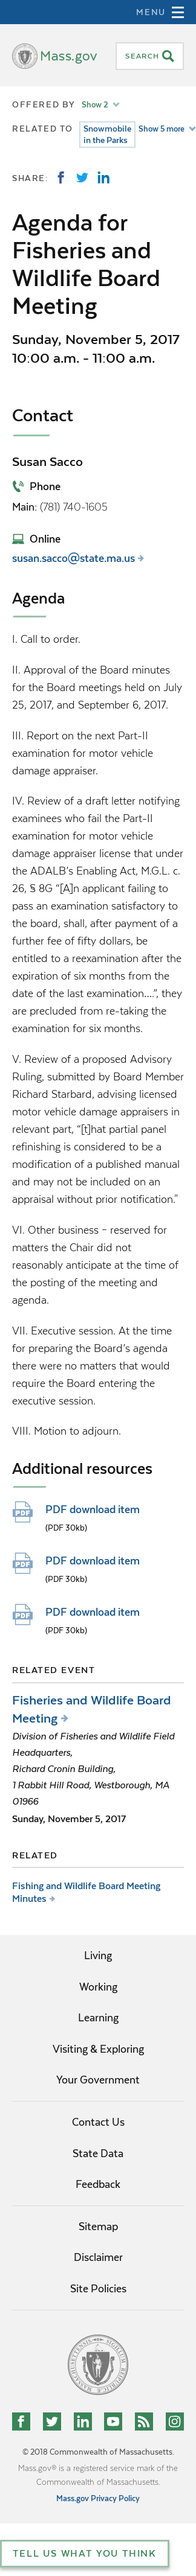 MENU
Mass.gov
SEARCH
OFFERED BY Show 2
RELATED TO Snowmobile Show 5 more
in the Parks
SHARE:
Agenda for
Fisheries and
Wildlife Board
Meeting
Sunday, November 5, 2017
10:00 a.m. - 11:00 a.m.
Contact
Susan Sacco
Phone
Main: (781) 740-1605
Online
susan.sacco@state.ma.us
Agenda
I. Call to order.
II. Approval of the Board minutes
for the Board meetings held on July
25, 2017, and September 6, 2017.
III. Report on the next Part-II
examination for motor vehicle
damage appraiser.
IV. Review of a draft letter notifying
examinees who fail the Part-II
examination for motor vehicle
damage appraiser license that under
the ADALB’s Enabling Act, M.G.L. c.
26, § 8G “[A]n applicant failing to
pass an examination satisfactory to
the board, shall, after payment of a
further fee of fifty dollars, be
entitled to a reexamination after the
expiration of six months from the
date of the last examination....”, they
are precluded from re-taking the
examination for six months.
V. Review of a proposed Advisory
Ruling, submitted by Board Member
Richard Starbard, advising licensed
motor vehicle damage appraisers in
relevant part, “[t]hat partial panel
refinishing is considered to be
modification of a published manual
and may not be included on an
appraisal without prior notification.”
VI. Other business – reserved for
matters the Chair did not
reasonably anticipate at the time of
the posting of the meeting and
agenda.
VII. Executive session. At the time
for preparing the Board’s agenda
there were no matters that would
require the Board entering the
executive session.
VIII. Motion to adjourn.
Additional resources
PDF
PDF download item
(PDF 30kb)
PDF
PDF download item
(PDF 30kb)
PDF
PDF download item
(PDF 30kb)
RELATED EVENT
Fisheries and Wildlife Board
Meeting
Division of Fisheries and Wildlife Field
Headquarters,
Richard Cronin Building,
1 Rabbit Hill Road, Westborough, MA
01966
Sunday, November 5, 2017
RELATED
Fishing and Wildlife Board Meeting
Minutes
Living
Working
Learning
Visiting & Exploring
Your Government
Contact Us
State Data
Feedback
Sitemap
Disclaimer
Site Policies
© 2018 Commonwealth of Massachusetts.
Mass.gov® is a registered service mark of the
Commonwealth of Massachusetts.
Mass.gov Privacy Policy
TELL US WHAT YOU THINK